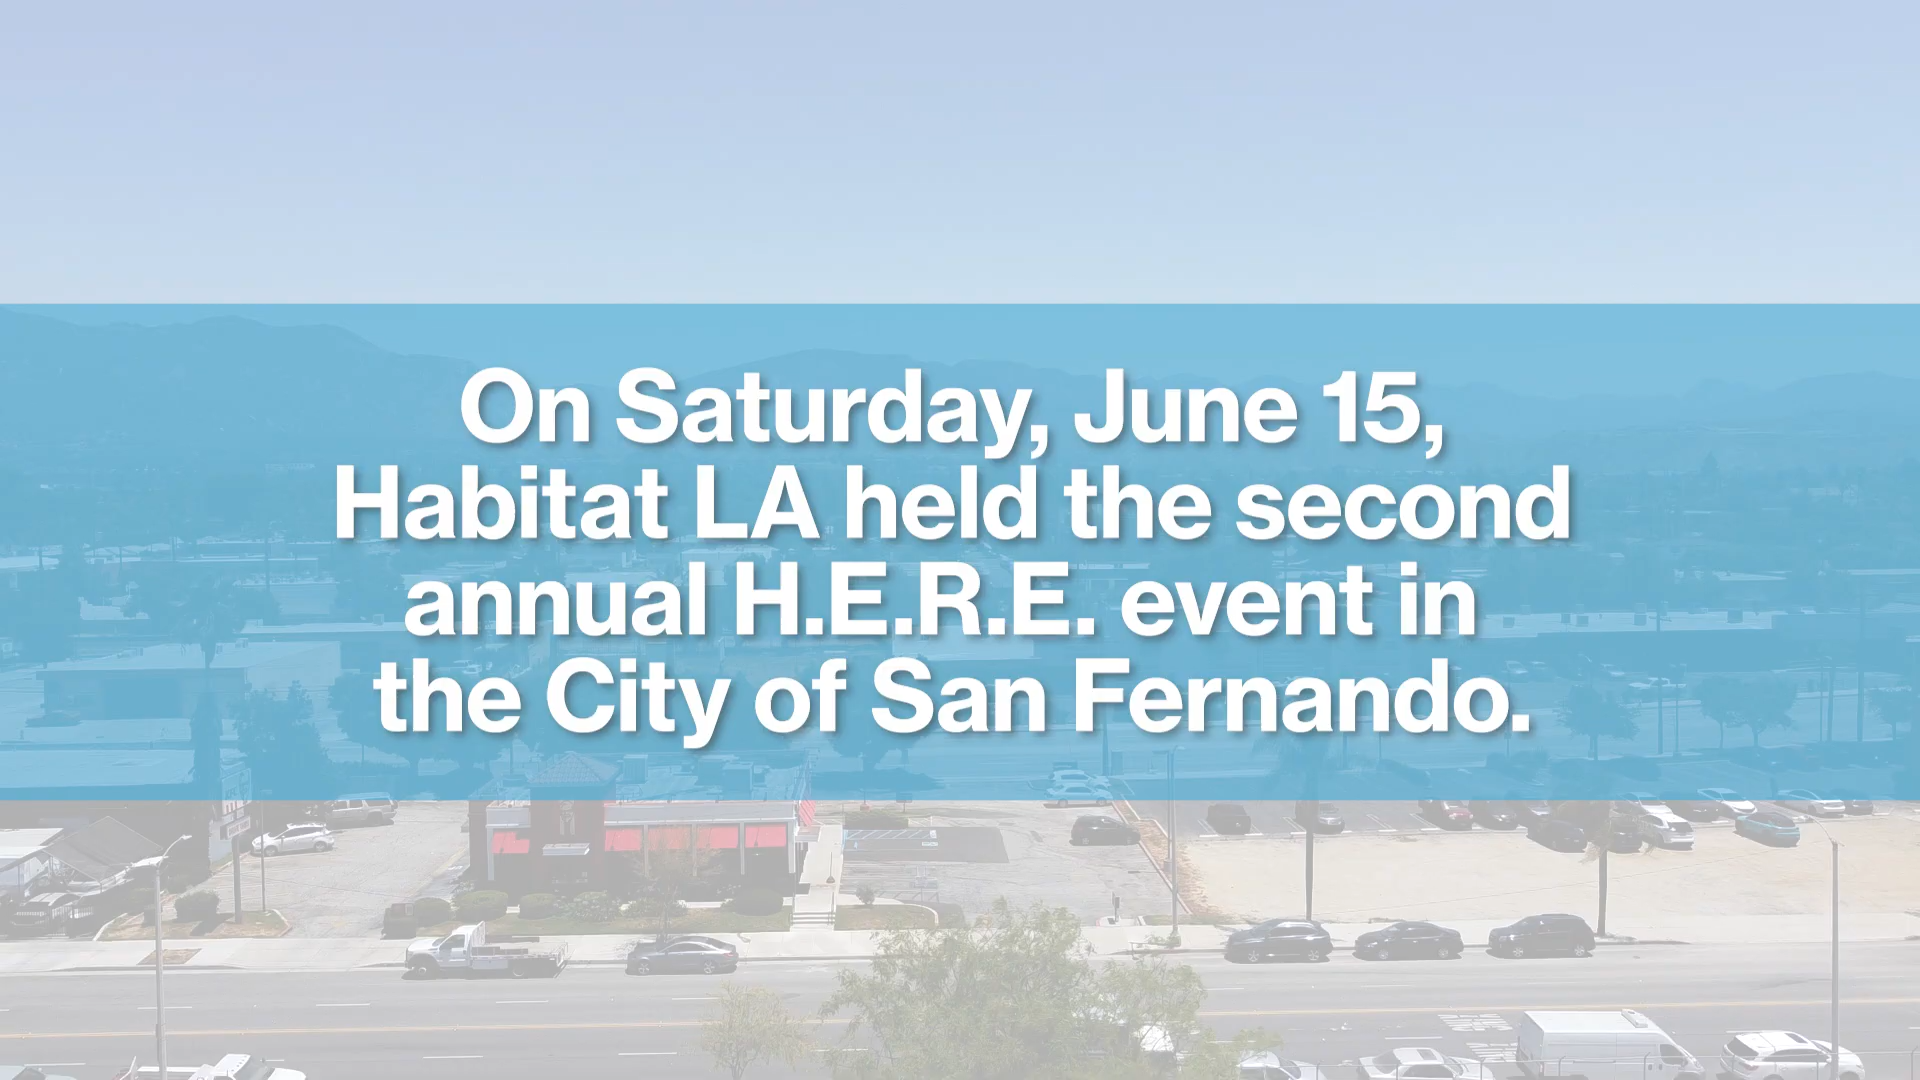 On Saturday, June 15,
Habitat LA held the second
annual H.E.R.E. event in
the City of San Fernando.